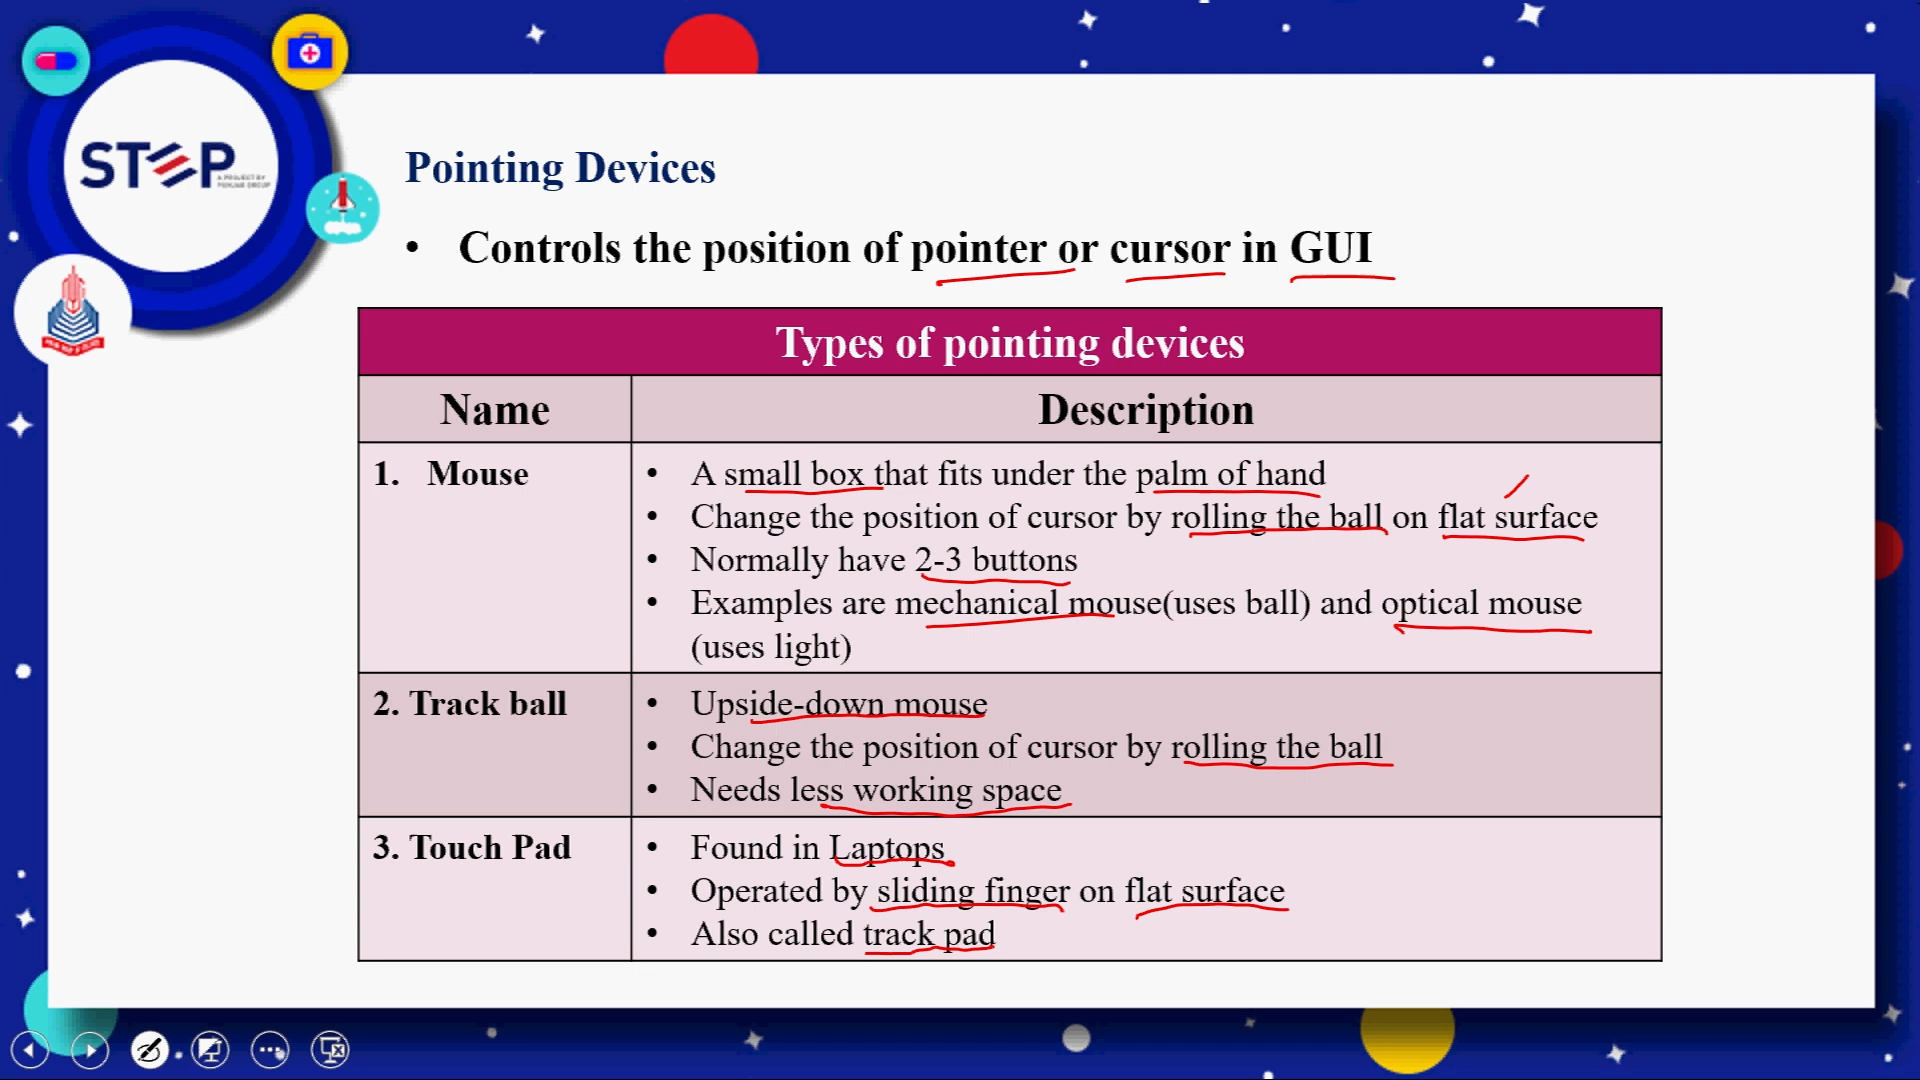 STEP
A PROJECT BY
PUNJAB GROUP
Pointing Devices
• Controls the position of pointer or cursor in GUI
Types of pointing devices
Name
Description
1. Mouse
• A small box that fits under the palm of hand
• Change the position of cursor by rolling the ball on flat surface
• Normally have 2-3 buttons
• Examples are mechanical mouse(uses ball) and optical mouse
(uses light)
2. Track ball
• Upside-down mouse
• Change the position of cursor by rolling the ball
• Needs less working space
3. Touch Pad
• Found in Laptops
• Operated by sliding finger on flat surface
• Also called track pad